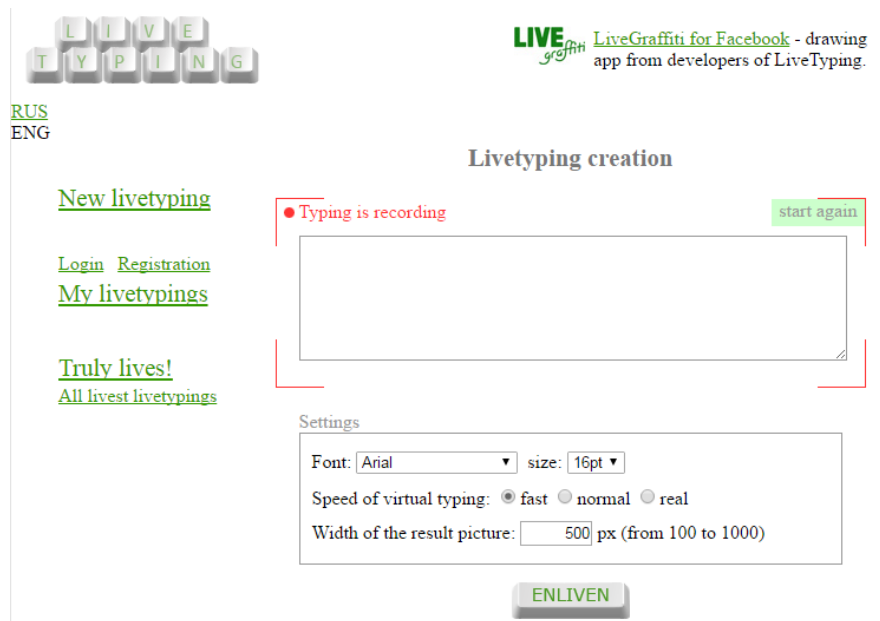 LIVE
TYPING
LIVE
graffiti
LiveGraffiti for Facebook - drawing
app from developers of LiveTyping.
RUS
ENG
Livetyping creation
New livetyping
Login Registration
My livetypings
Truly lives!
All livest livetypings
Typing is recording
start again
Settings
Font: Arial size: 16pt
Speed of virtual typing: fast normal real
Width of the result picture: 500 px (from 100 to 1000)
ENLIVEN